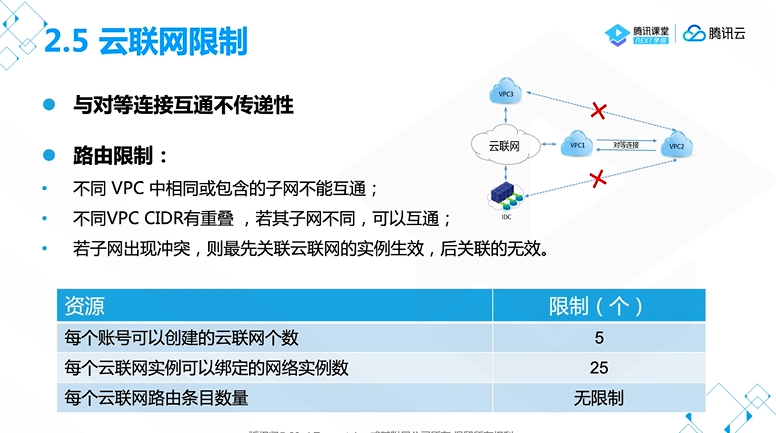 2.5 云联网限制
腾讯课堂
NEXT学院
腾讯云
与对等连接互通不传递性
路由限制：
不同 VPC 中相同或包含的子网不能互通；
不同VPC CIDR有重叠 ，若其子网不同，可以互通；
若子网出现冲突，则最先关联云联网的实例生效，后关联的无效。
VPC3
云联网
VPC1
对等连接
VPC2
IDC
资源 限制（个）
每个账号可以创建的云联网个数 5
每个云联网实例可以绑定的网络实例数 25
每个云联网路由条目数量 无限制